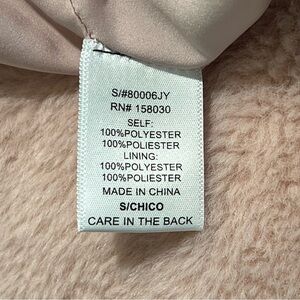 S/#80006JY
RN# 158030
SELF:
100%POLYESTER
100%POLIESTER
LINING:
100%POLYESTER
100%POLIESTER
MADE IN CHINA
S/CHICO
CARE IN THE BACK